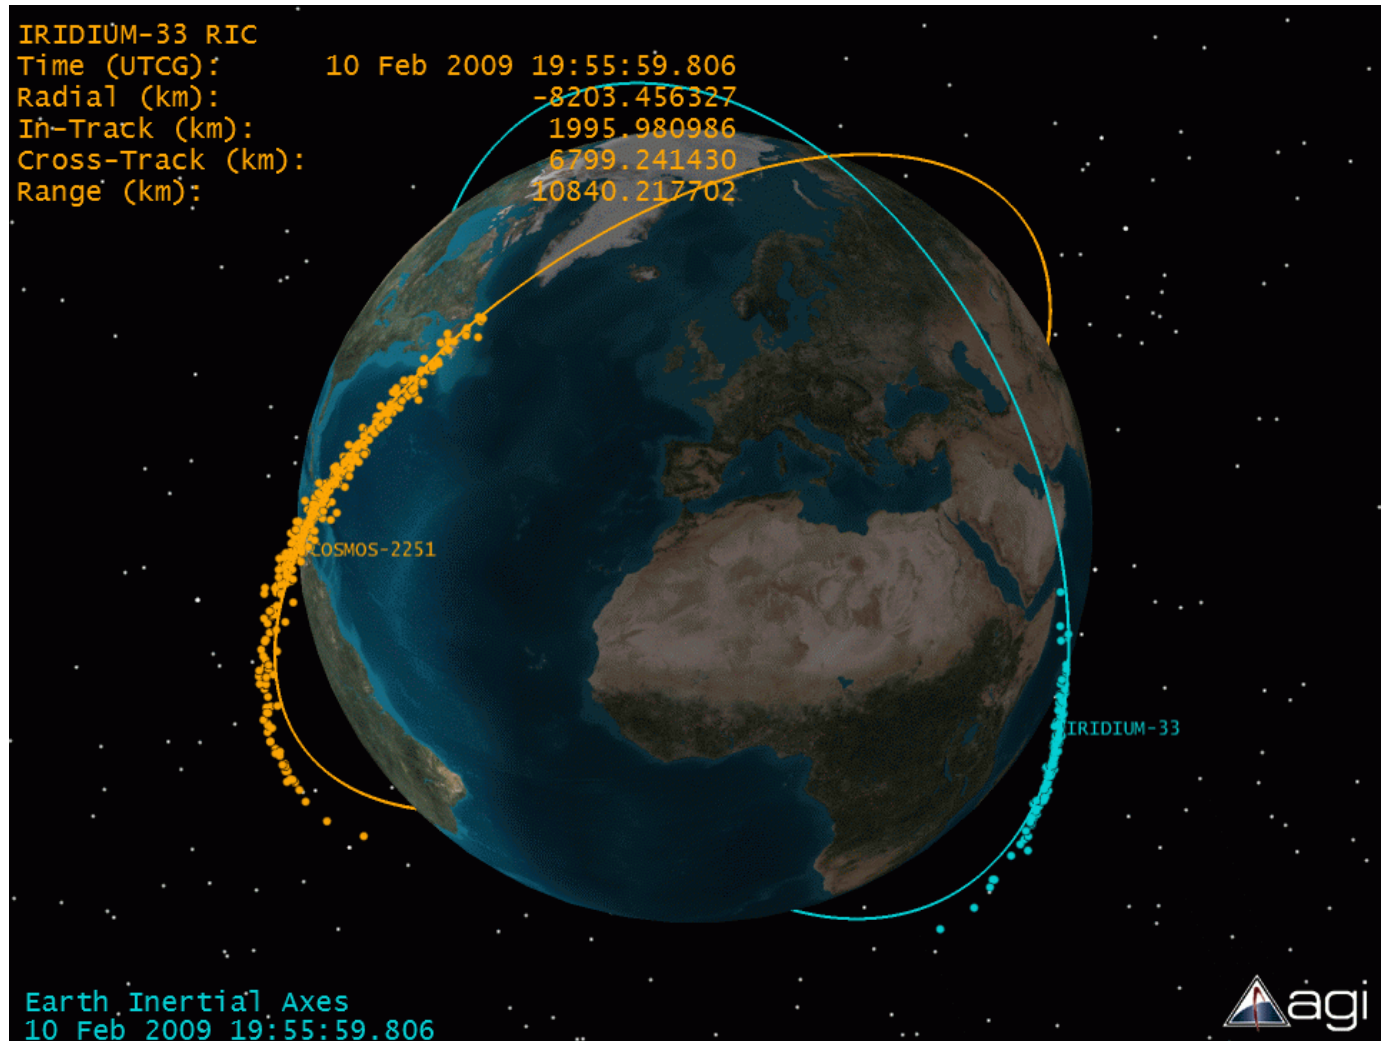 IRIDIUM-33 RIC
Time (UTCG): 10 Feb 2009 19:55:59.806
Radial (km): -8203.456327
In-Track (km): 1995.980986
Cross-Track (km): 6799.241430
Range (km): 10840.217702
COSMOS-2251
IRIDIUM-33
Earth Inertial Axes
10 Feb 2009 19:55:59.806
agi